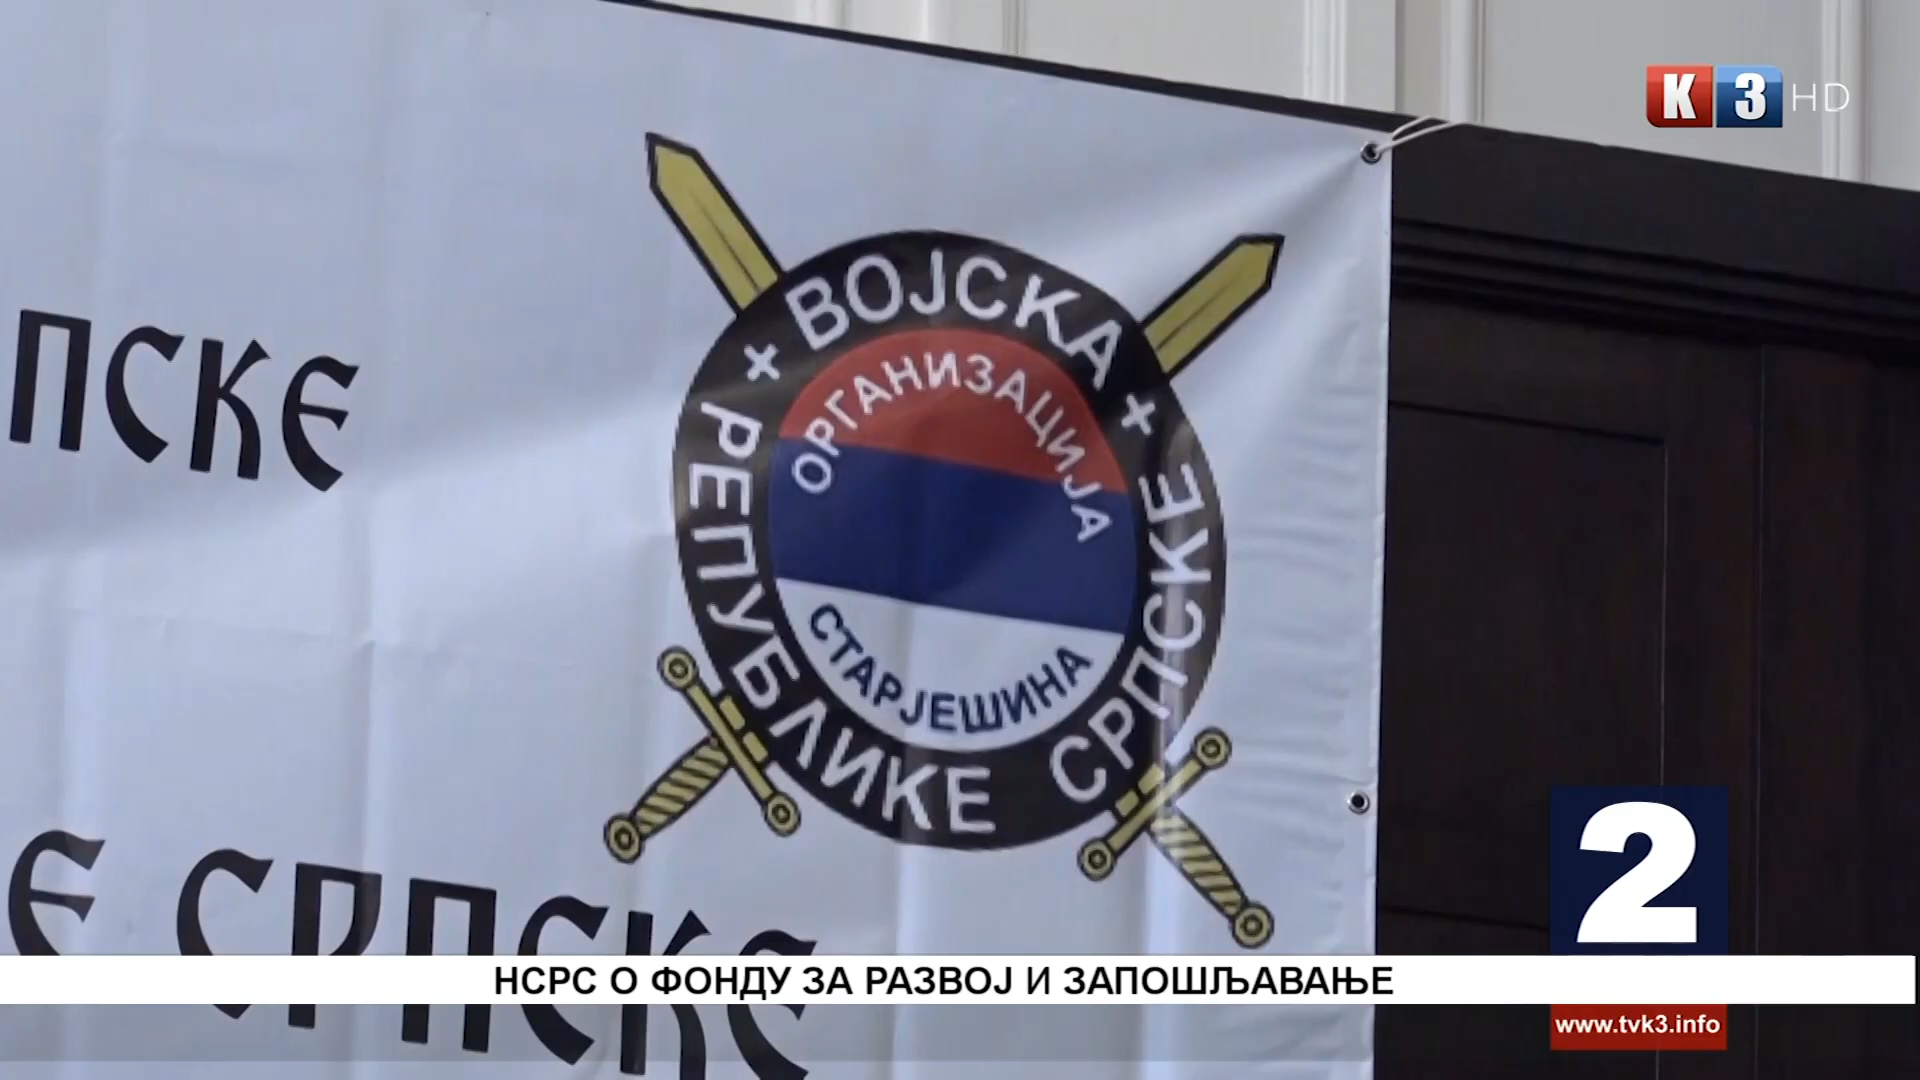 К3 HD
ВОЈСКА
ОРГАНИЗАЦИЈА
ПСКЕ
СТАРЈЕШИНА
РЕПУБЛИКЕ СРПСКЕ
Е СРПСКЕ
2
НСРС О ФОНДУ ЗА РАЗВОЈ И ЗАПОШЉАВАЊЕ
www.tvk3.info